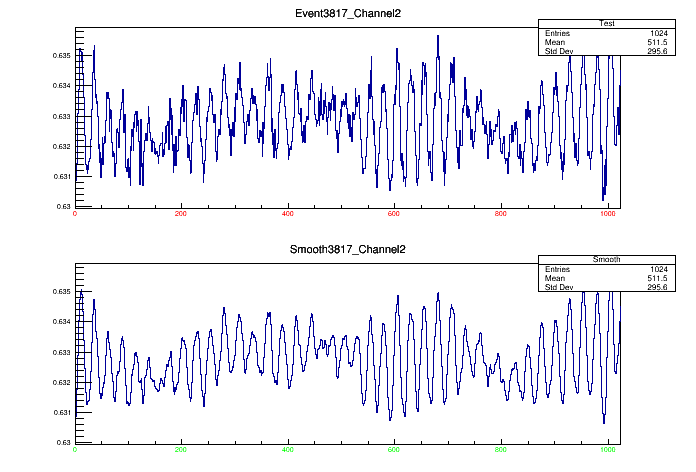 Event3817_Channel2
Test
Entries 1024
Mean 511.5
Std Dev 295.6
0.635
0.634
0.633
0.632
0.631
0.63
0 200 400 600 800 1000
Smooth3817_Channel2
Smooth
Entries 1024
Mean 511.5
Std Dev 295.6
0.635
0.634
0.633
0.632
0.631
0.63
0 200 400 600 800 1000